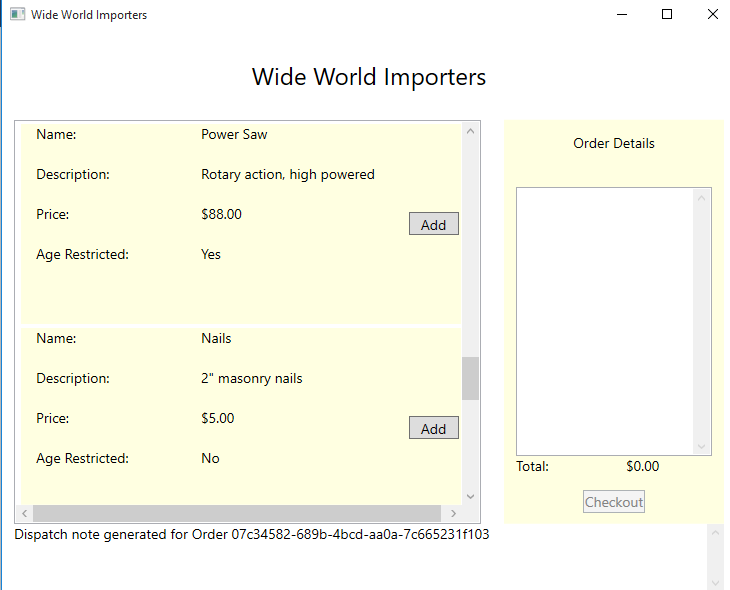 Wide World Importers
Wide World Importers
Name: Power Saw
Description: Rotary action, high powered
Price: $88.00
Add
Age Restricted: Yes
Name: Nails
Description: 2" masonry nails
Price: $5.00
Add
Age Restricted: No
Order Details
Total: $0.00
Checkout
Dispatch note generated for Order 07c34582-689b-4bcd-aa0a-7c665231f103